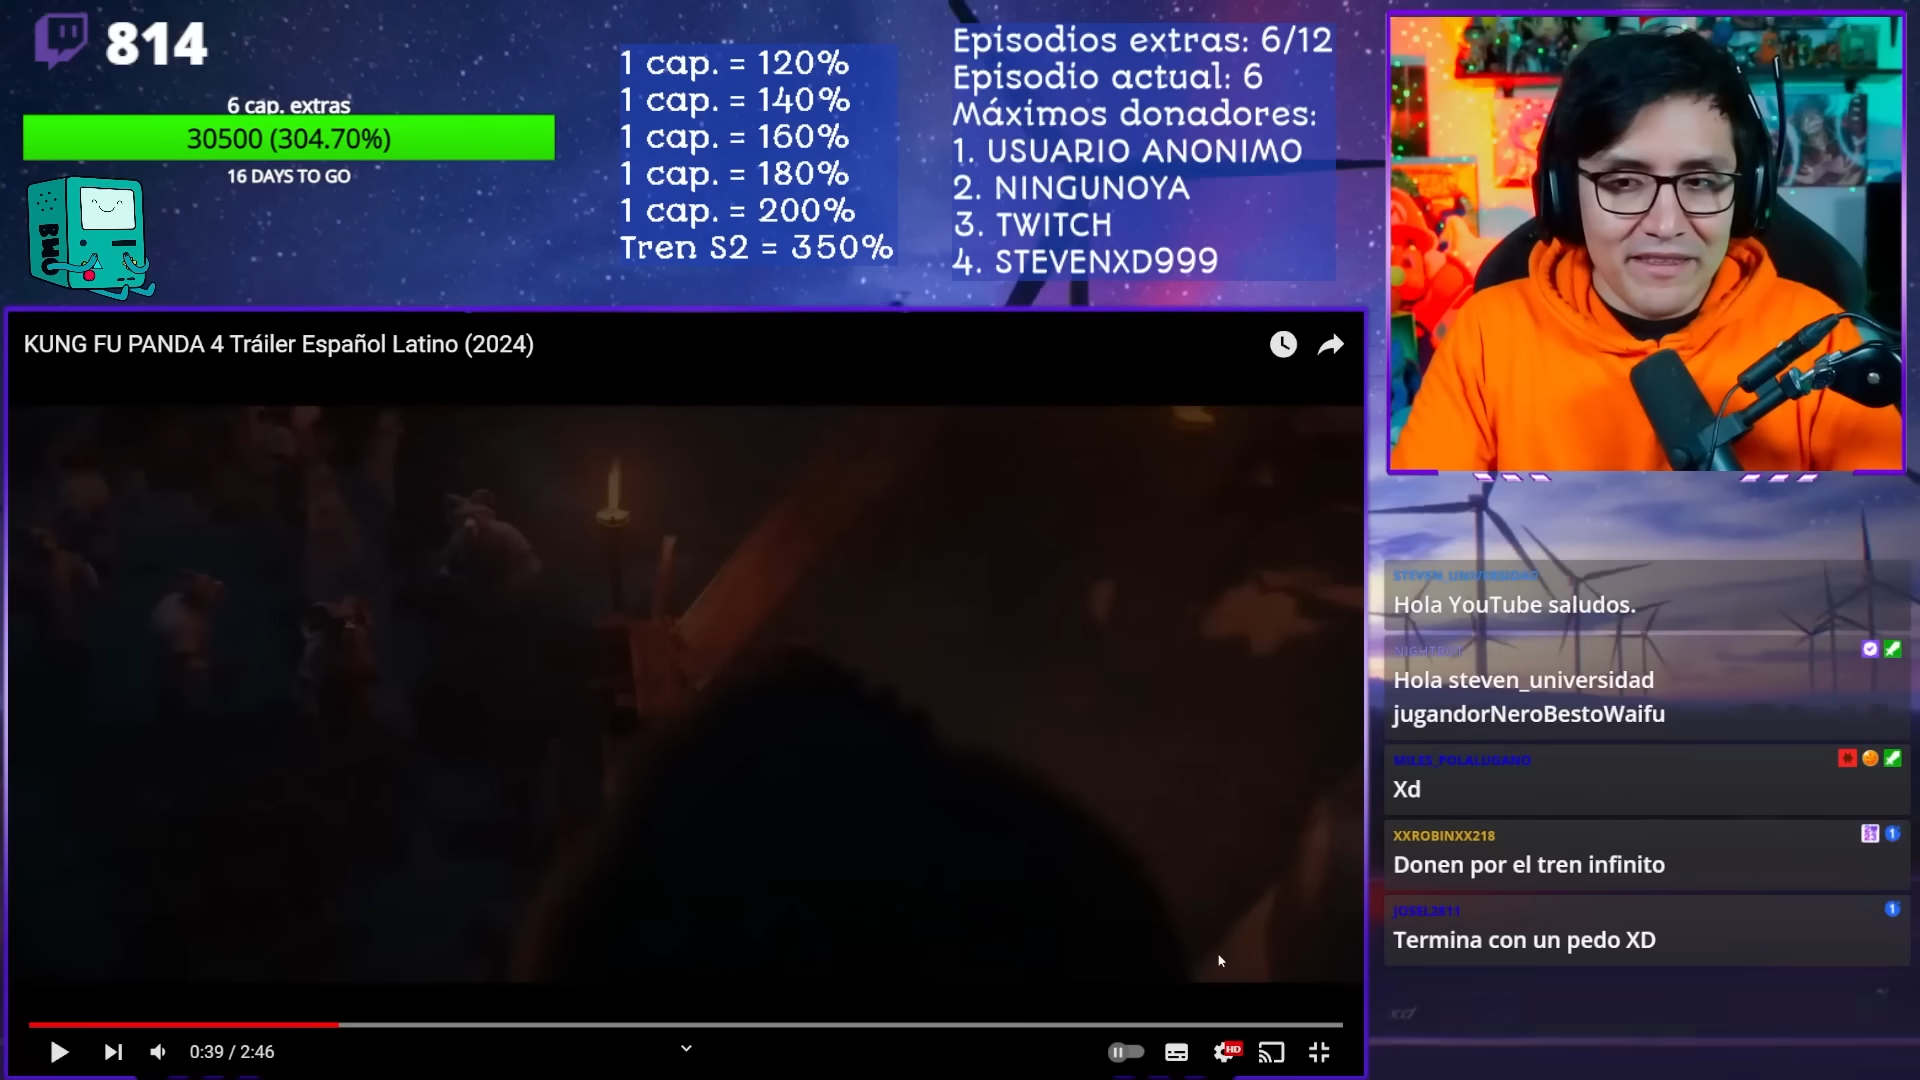 814
6 cap. extras
30500 (304.70%)
16 DAYS TO GO
BMO
1 cap. = 120%
1 cap. = 140%
1 cap. = 160%
1 cap. = 180%
1 cap. = 200%
Tren S2 = 350%
Episodios extras: 6/12
Episodio actual: 6
Máximos donadores:
1. USUARIO ANONIMO
2. NINGUNOYA
3. TWITCH
4. STEVENXD999
KUNG FU PANDA 4 Tráiler Español Latino (2024)
STEVEN_UNIVERSIDAD
Hola YouTube saludos.
NIGHTBOT
Hola steven_universidad
jugandorNeroBestoWaifu
MILES_POLALUGANO
Xd
XXROBINXX218
Donen por el tren infinito
JOSEL2811
Termina con un pedo XD
0:39 / 2:46
HD